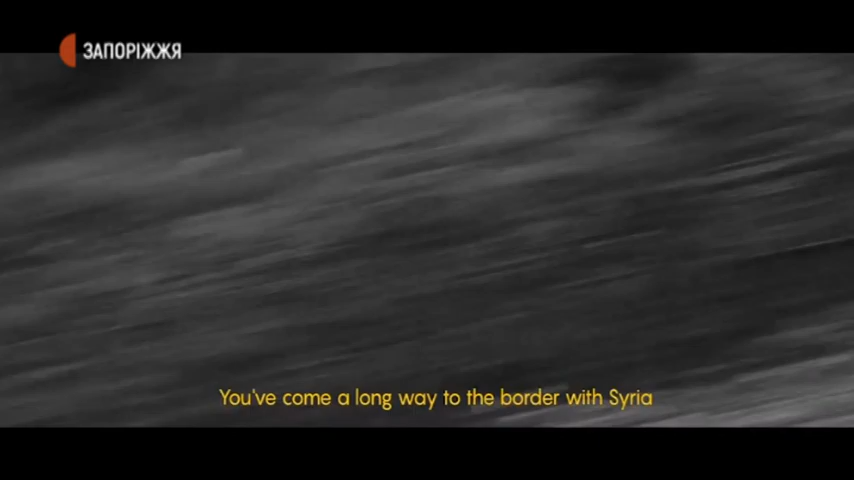 ЗАПОРІЖЖЯ
You've come a long way to the border with Syria